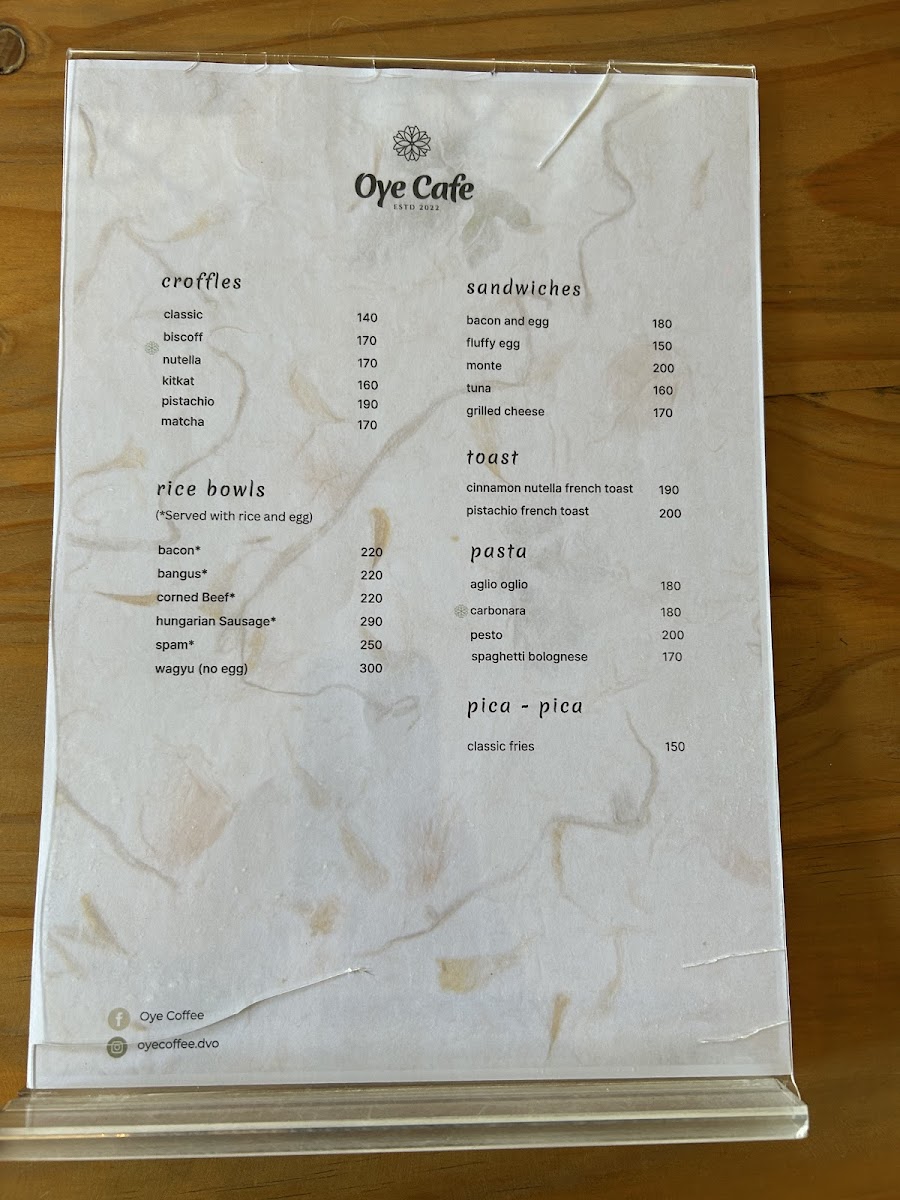 Oye Cafe
ESTD 2022
croffles
classic 140
biscoff 170
nutella 170
kitkat 160
pistachio 190
matcha 170
rice bowls
(*Served with rice and egg)
bacon* 220
bangus* 220
corned Beef* 220
hungarian Sausage* 290
spam* 250
wagyu (no egg) 300
sandwiches
bacon and egg 180
fluffy egg 150
monte 200
tuna 160
grilled cheese 170
toast
cinnamon nutella french toast 190
pistachio french toast 200
pasta
aglio oglio 180
carbonara 180
pesto 200
spaghetti bolognese 170
pica - pica
classic fries 150
Oye Coffee
oyecoffee.dvo